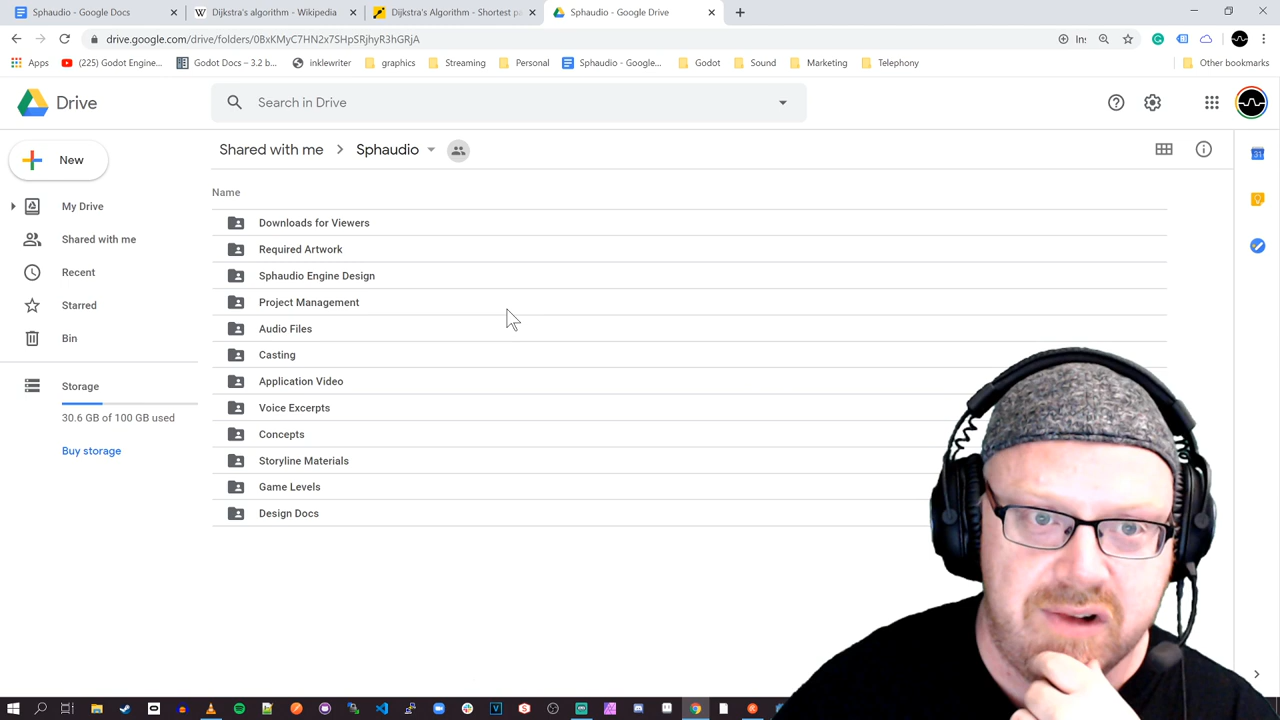 Sphaudio - Google Docs
Dijkstra's algorithm - Wikipedia
Dijkstra's Algorithm - Shortest pa
Sphaudio - Google Drive
drive.google.com/drive/folders/0BxKMyC7HN2x7SHpSRjhyR3hGRjA
Ins
Apps
(225) Godot Engine...
Godot Docs – 3.2 b...
inklewriter
graphics
Streaming
Personal
Sphaudio - Google...
Godot
Sound
Marketing
Telephony
Other bookmarks
Drive
Search in Drive
New
My Drive
Shared with me
Recent
Starred
Bin
Storage
30.6 GB of 100 GB used
Buy storage
Shared with me
Sphaudio
Name
Downloads for Viewers
Required Artwork
Sphaudio Engine Design
Project Management
Audio Files
Casting
Application Video
Voice Excerpts
Concepts
Storyline Materials
Game Levels
Design Docs
31